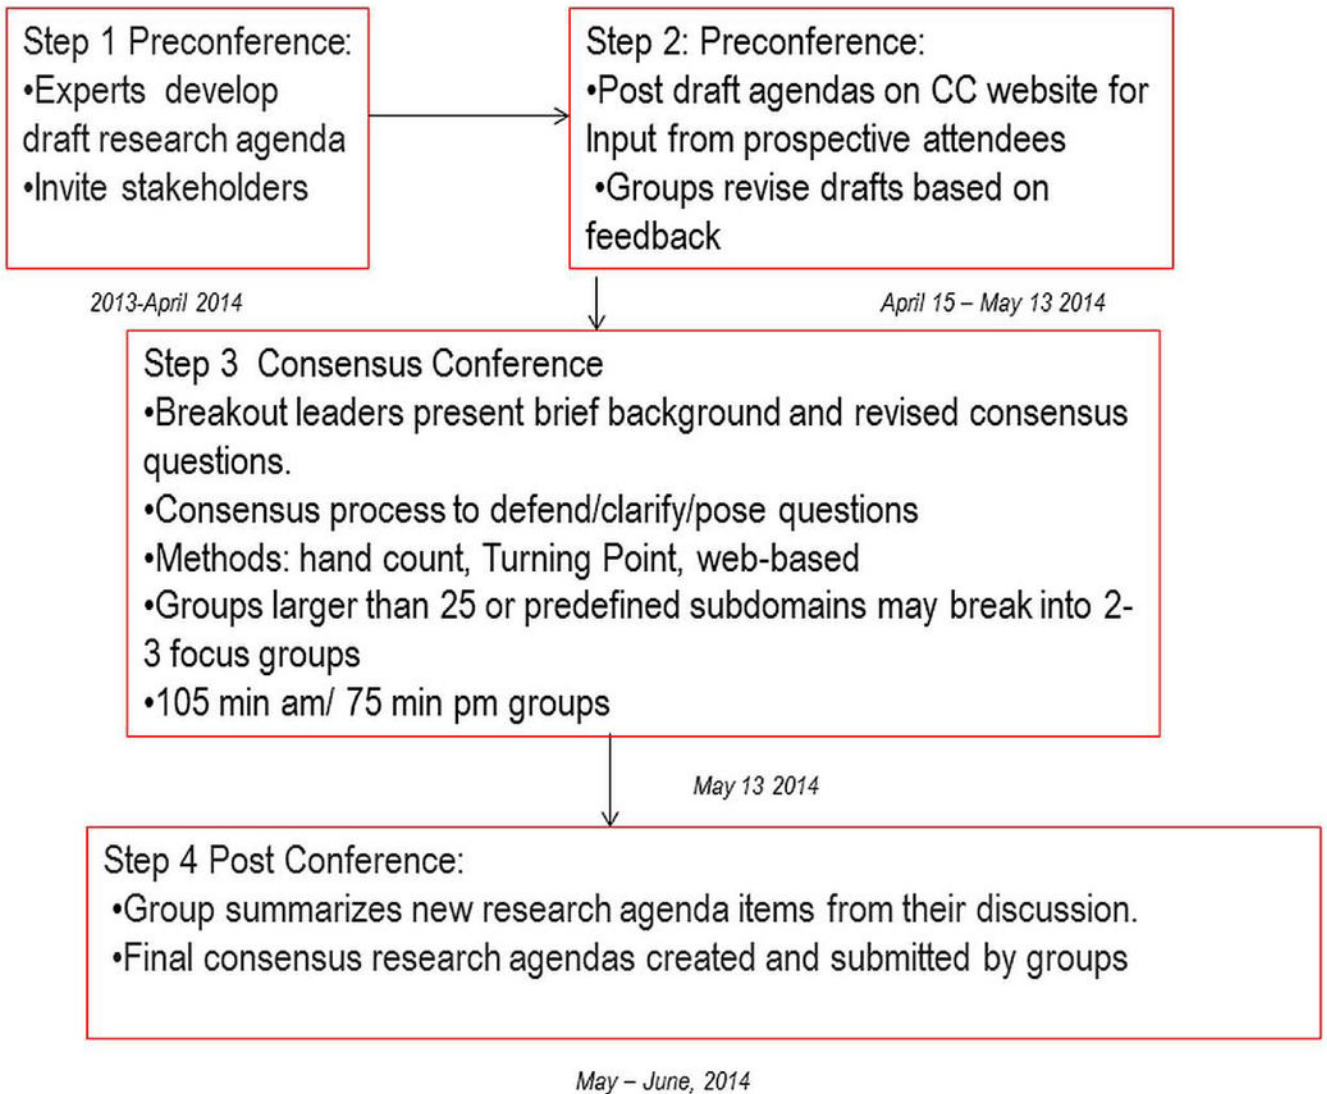 Step 1 Preconference:
•Experts develop
draft research agenda
•Invite stakeholders
2013-April 2014
Step 2: Preconference:
•Post draft agendas on CC website for
Input from prospective attendees
•Groups revise drafts based on
feedback
April 15 – May 13 2014
Step 3 Consensus Conference
•Breakout leaders present brief background and revised consensus
questions.
•Consensus process to defend/clarify/pose questions
•Methods: hand count, Turning Point, web-based
•Groups larger than 25 or predefined subdomains may break into 2-
3 focus groups
•105 min am/ 75 min pm groups
May 13 2014
Step 4 Post Conference:
•Group summarizes new research agenda items from their discussion.
•Final consensus research agendas created and submitted by groups
May – June, 2014